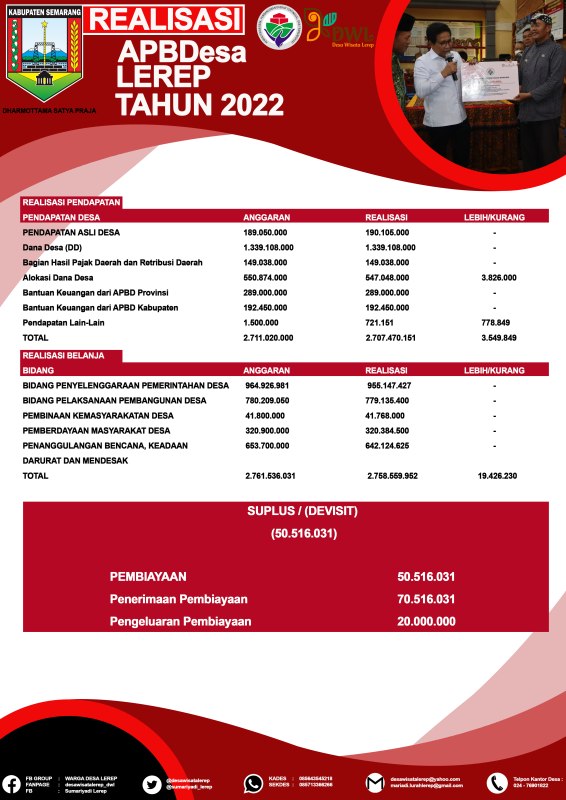 KABUPATEN SEMARANG
DHARMOTTAMA SATYA PRAJA
REALISASI
APBDesa
LEREP
TAHUN 2022
DWL
Desa Wisata Lerep
REALISASI PENDAPATAN
PENDAPATAN DESA ANGGARAN REALISASI LEBIH/KURANG
PENDAPATAN ASLI DESA 189.050.000 190.105.000 -
Dana Desa (DD) 1.339.108.000 1.339.108.000 -
Bagian Hasil Pajak Daerah dan Retribusi Daerah 149.038.000 149.038.000 -
Alokasi Dana Desa 550.874.000 547.048.000 3.826.000
Bantuan Keuangan dari APBD Provinsi 289.000.000 289.000.000 -
Bantuan Keuangan dari APBD Kabupaten 192.450.000 192.450.000 -
Pendapatan Lain-Lain 1.500.000 721.151 778.849
TOTAL 2.711.020.000 2.707.470.151 3.549.849
REALISASI BELANJA
BIDANG ANGGARAN REALISASI LEBIH/KURANG
BIDANG PENYELENGGARAAN PEMERINTAHAN DESA 964.926.981 955.147.427 -
BIDANG PELAKSANAAN PEMBANGUNAN DESA 780.209.050 779.135.400 -
PEMBINAAN KEMASYARAKATAN DESA 41.800.000 41.768.000 -
PEMBERDAYAAN MASYARAKAT DESA 320.900.000 320.384.500 -
PENANGGULANGAN BENCANA, KEADAAN 653.700.000 642.124.625 -
DARURAT DAN MENDESAK
TOTAL 2.761.536.031 2.758.559.952 19.426.230
SUPLUS / (DEVISIT)
(50.516.031)
PEMBIAYAAN 50.516.031
Penerimaan Pembiayaan 70.516.031
Pengeluaran Pembiayaan 20.000.000
FB GROUP : WARGA DESA LEREP
FANPAGE : desawisatalerep_dwl
FB : Sumariyadi Lerep
@desawisatalerep
@sumariyadi_lerep
KADES : 085643545218
SEKDES : 085713386266
desawisatalerep@yahoo.com
mariadi.lurahlerep@gmail.com
Telpon Kantor Desa :
024 - 76901822